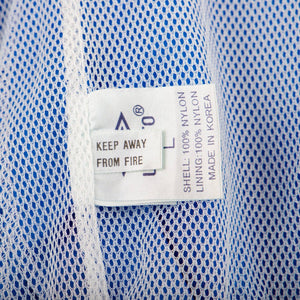 KEEP AWAY
FROM FIRE
®
L
SHELL:100% NYLON
LINING:100% NYLON
MADE IN KOREA